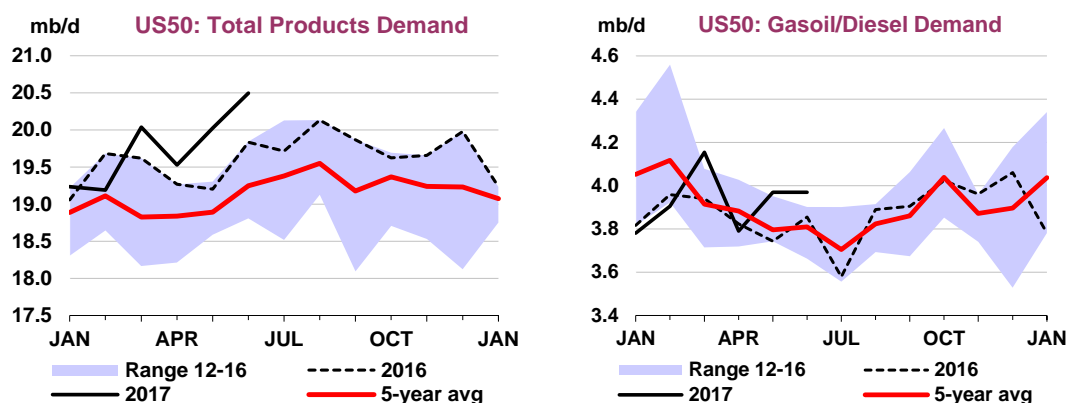 mb/d
US50: Total Products Demand
21.0
20.5
20.0
19.5
19.0
18.5
18.0
17.5
JAN APR JUL OCT JAN
Range 12-16
2016
2017
5-year avg
mb/d
US50: Gasoil/Diesel Demand
4.6
4.4
4.2
4.0
3.8
3.6
3.4
JAN APR JUL OCT JAN
Range 12-16
2016
2017
5-year avg